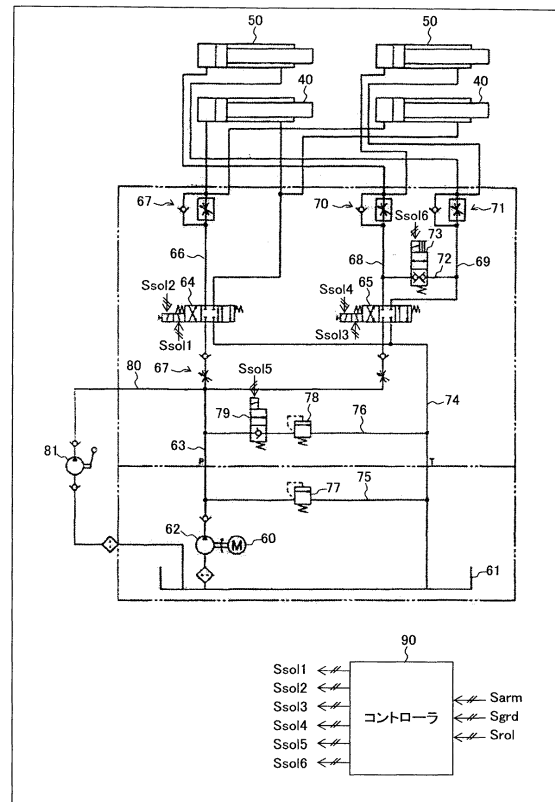 50
50
40
40
67
70
Ssol6
73
71
66
68
72
69
Ssol2
64
Ssol4
65
Ssol1
Ssol3
80
67
Ssol5
78
76
74
79
81
63
P
T
77
75
62
M
60
61
90
コントローラ
Ssol1
Ssol2
Ssol3
Ssol4
Ssol5
Ssol6
Sarm
Sgrd
Srol